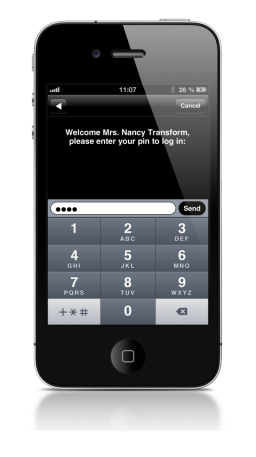 11:07
26 %
Cancel
Welcome Mrs. Nancy Transform,
please enter your pin to log in:
●●●●
Send
1
2
ABC
3
DEF
4
GHI
5
JKL
6
MNO
7
PQRS
8
TUV
9
WXYZ
+*#
0